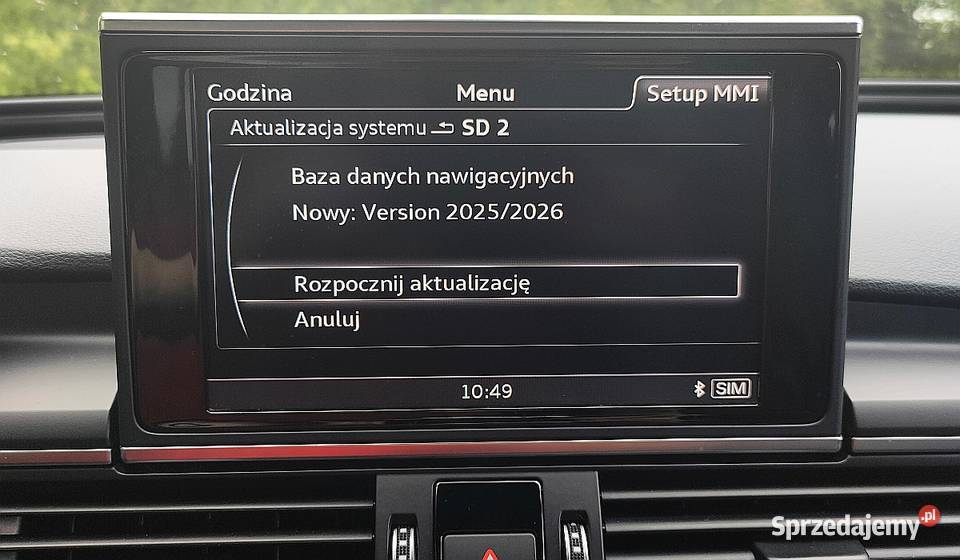 Godzina Menu Setup MMI
Aktualizacja systemu SD 2
Baza danych nawigacyjnych
Nowy: Version 2025/2026
Rozpocznij aktualizację
Anuluj
10:49 SIM
Sprzedajemy.pl